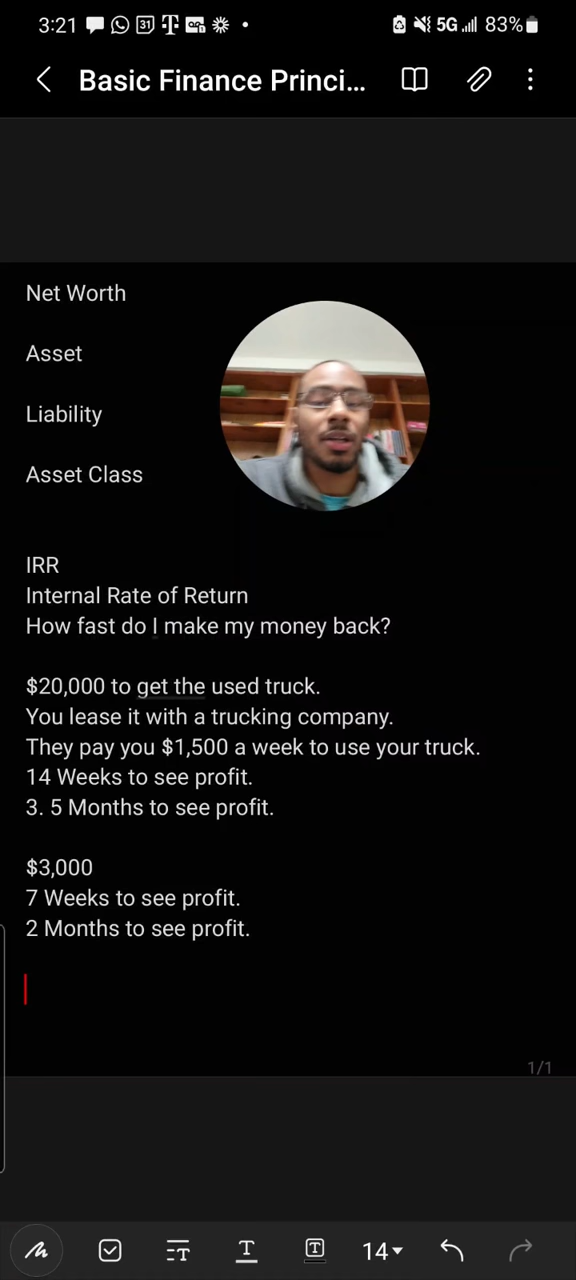 3:21
31
5G
83%
Basic Finance Princi...
Net Worth
Asset
Liability
Asset Class
IRR
Internal Rate of Return
How fast do I make my money back?
$20,000 to get the used truck.
You lease it with a trucking company.
They pay you $1,500 a week to use your truck.
14 Weeks to see profit.
3. 5 Months to see profit.
$3,000
7 Weeks to see profit.
2 Months to see profit.
1/1
14